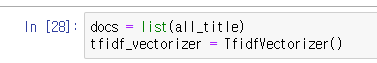 In [28]: docs = list(all_title)
tfidf_vectorizer = TfidfVectorizer()